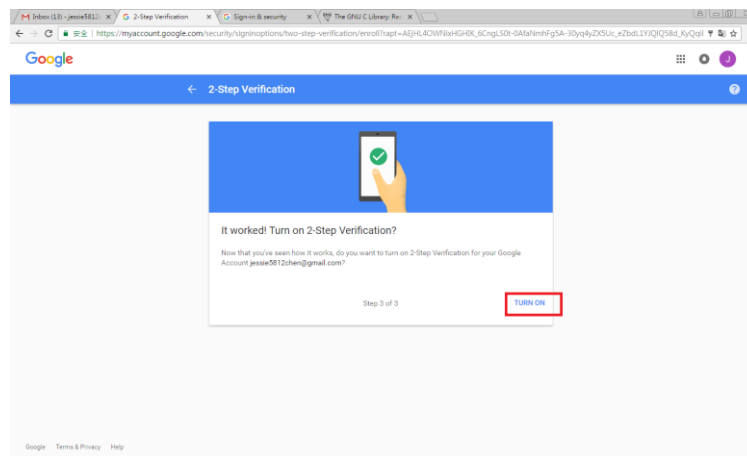 Inbox (13) - jessie5812
2-Step Verification
Sign-in & security
The GNU C Library: Re
安全 https://myaccount.google.com/security/signinoptions/two-step-verification/enroll?rapt=
Google
J
2-Step Verification
It worked! Turn on 2-Step Verification?
Now that you've seen how it works, do you want to turn on 2-Step Verification for your Google
Account jessie5812chen@gmail.com?
Step 3 of 3
TURN ON
Google Terms & Privacy Help